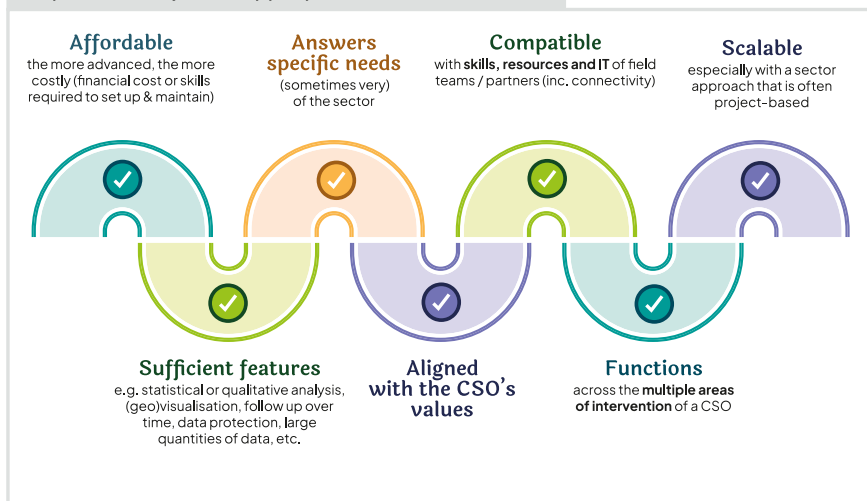 Affordable
the more advanced, the more
costly (financial cost or skills
required to set up & maintain)
Answers
specific needs
(sometimes very)
of the sector
Compatible
with skills, resources and IT of field
teams / partners (inc. connectivity)
Scalable
especially with a sector
approach that is often
project-based
Sufficient features
e.g. statistical or qualitative analysis,
(geo)visualisation, follow up over
time, data protection, large
quantities of data, etc.
Aligned
with the CSO's
values
Functions
across the multiple areas
of intervention of a CSO